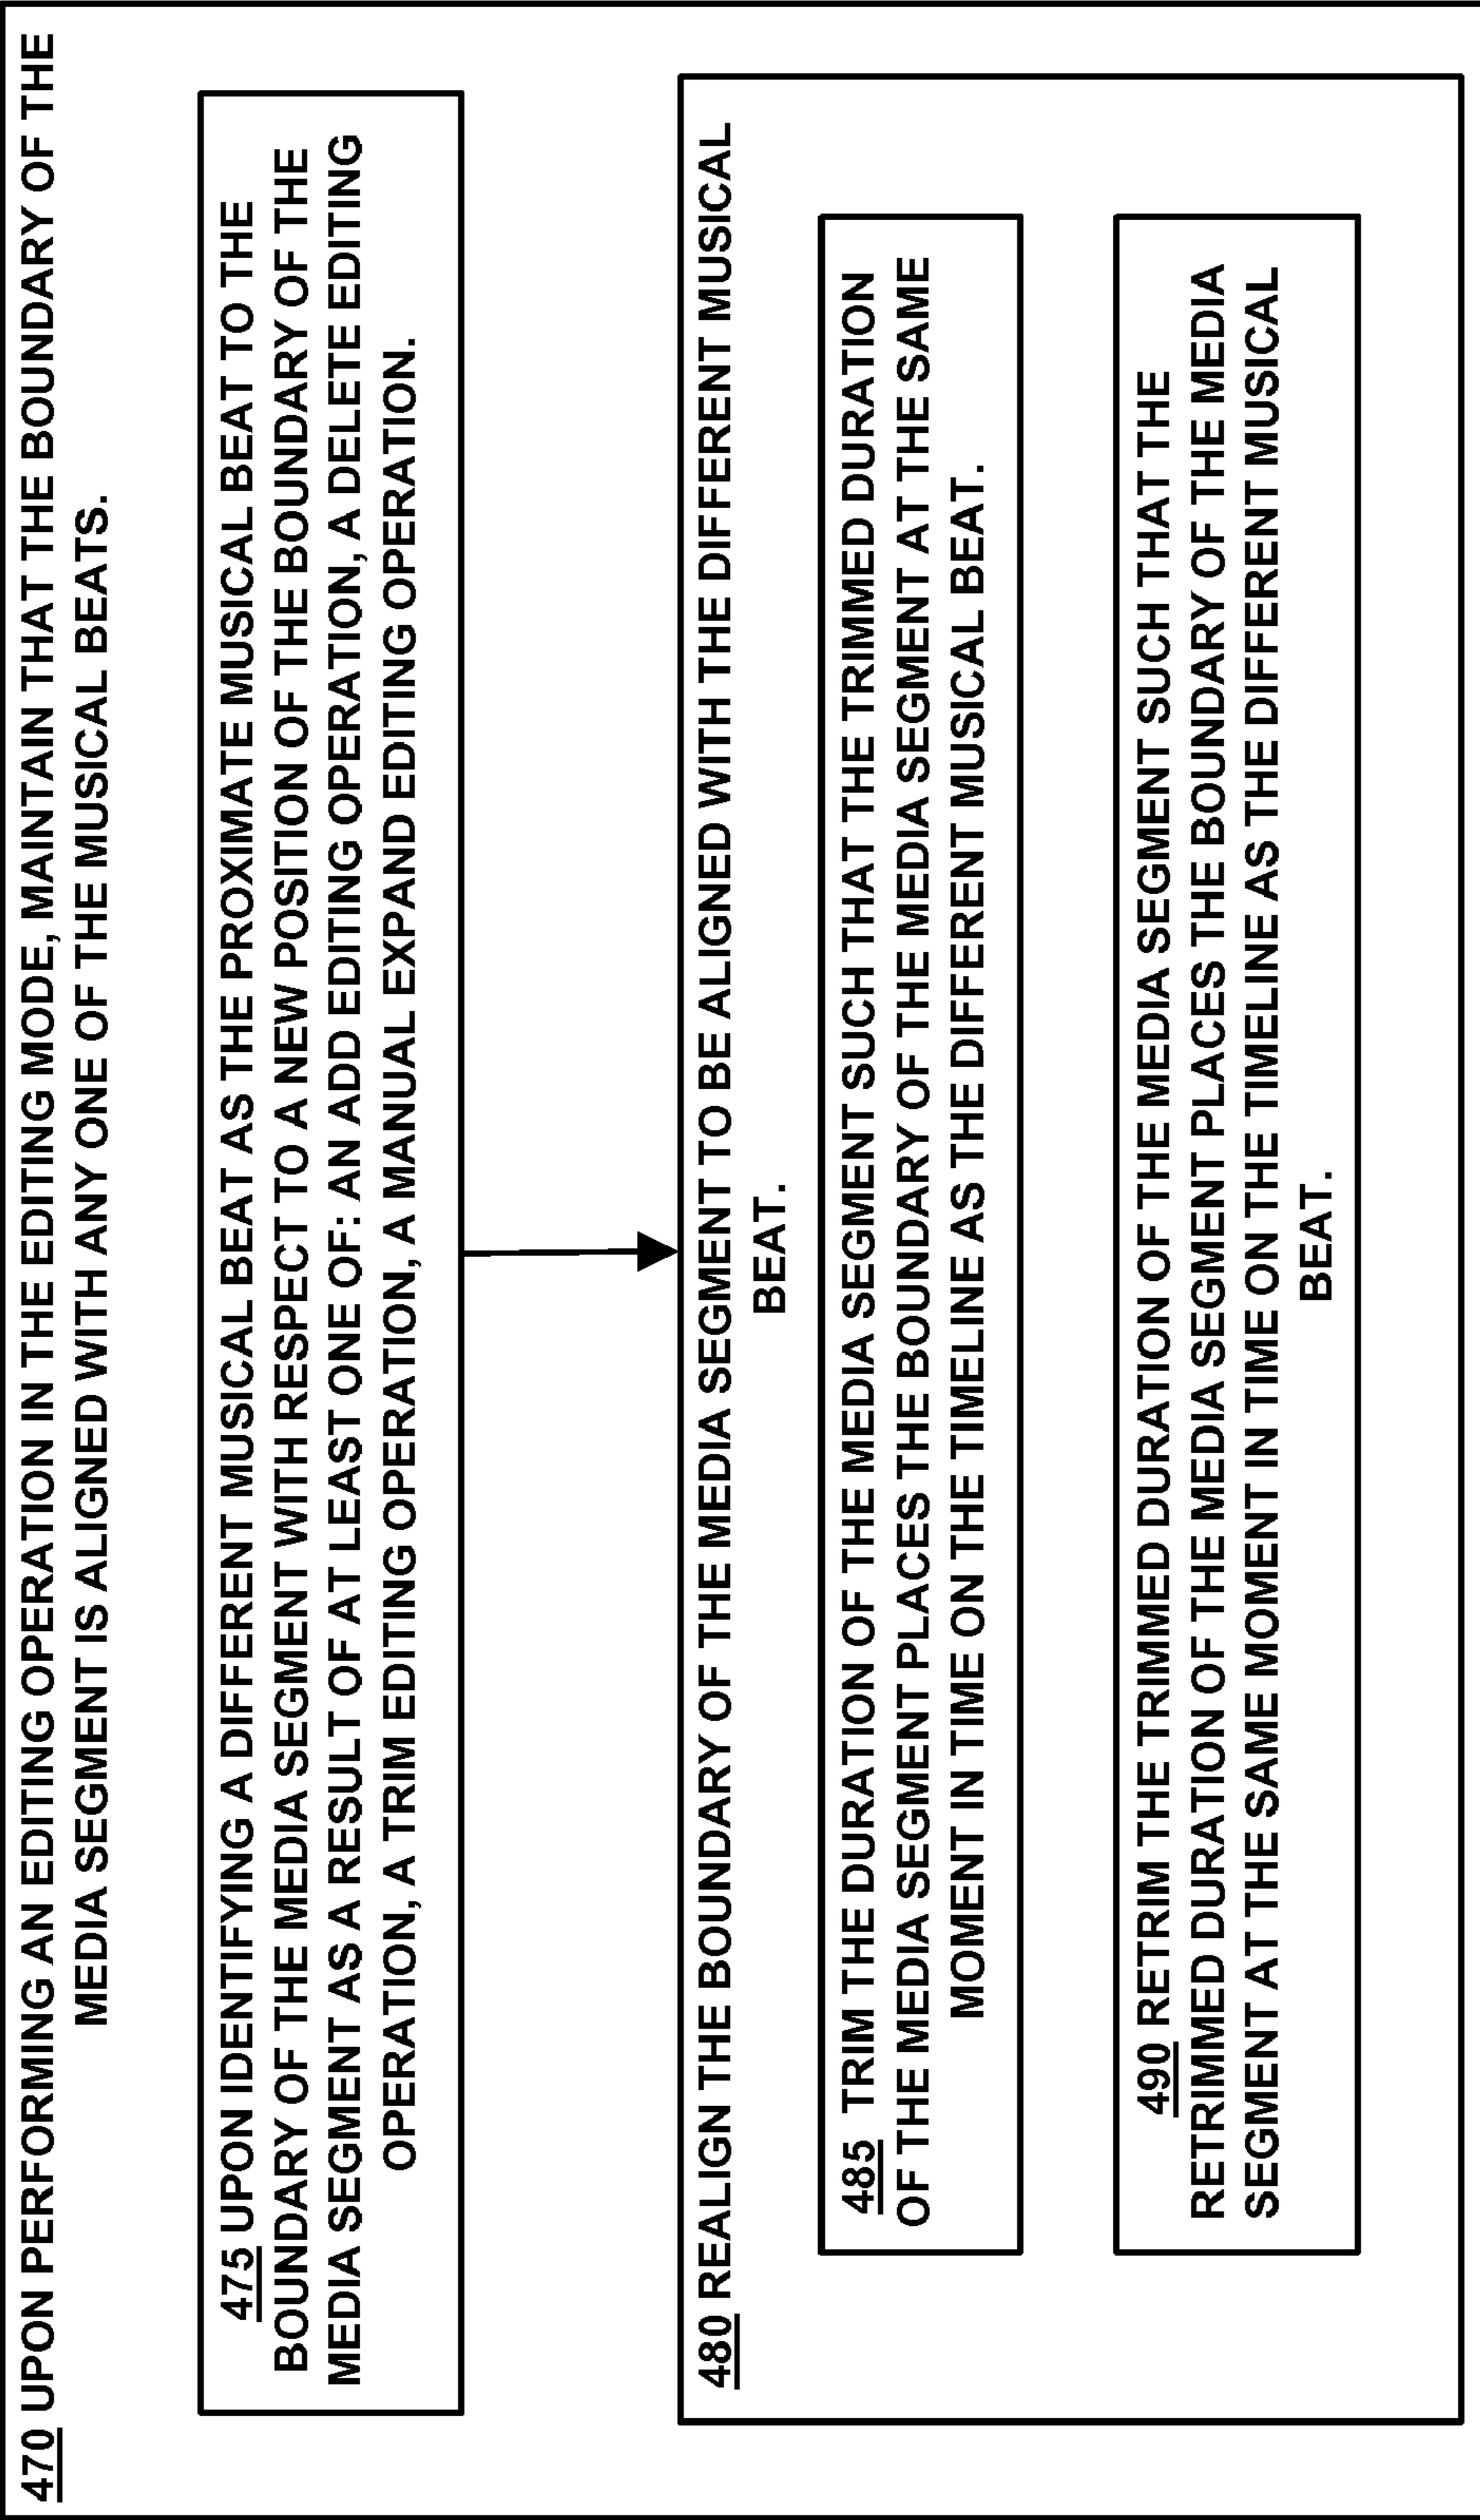 470 UPON PERFORMING AN EDITING OPERATION IN THE EDITING MODE, MAINTAIN THAT THE BOUNDARY OF THE
MEDIA SEGMENT IS ALIGNED WITH ANY ONE OF THE MUSICAL BEATS.
475 UPON IDENTIFYING A DIFFERENT MUSICAL BEAT AS THE PROXIMATE MUSICAL BEAT TO THE
BOUNDARY OF THE MEDIA SEGMENT WITH RESPECT TO A NEW POSITION OF THE BOUNDARY OF THE
MEDIA SEGMENT AS A RESULT OF AT LEAST ONE OF: AN ADD EDITING OPERATION, A DELETE EDITING
OPERATION, A TRIM EDITING OPERATION, A MANUAL EXPAND EDITING OPERATION.
480 REALIGN THE BOUNDARY OF THE MEDIA SEGMENT TO BE ALIGNED WITH THE DIFFERENT MUSICAL
BEAT.
485 TRIM THE DURATION OF THE MEDIA SEGMENT SUCH THAT THE TRIMMED DURATION
OF THE MEDIA SEGMENT PLACES THE BOUNDARY OF THE MEDIA SEGMENT AT THE SAME
MOMENT IN TIME ON THE TIMELINE AS THE DIFFERENT MUSICAL BEAT.
490 RETRIM THE TRIMMED DURATION OF THE MEDIA SEGMENT SUCH THAT THE
RETRIMMED DURATION OF THE MEDIA SEGMENT PLACES THE BOUNDARY OF THE MEDIA
SEGMENT AT THE SAME MOMENT IN TIME ON THE TIMELINE AS THE DIFFERENT MUSICAL
BEAT.